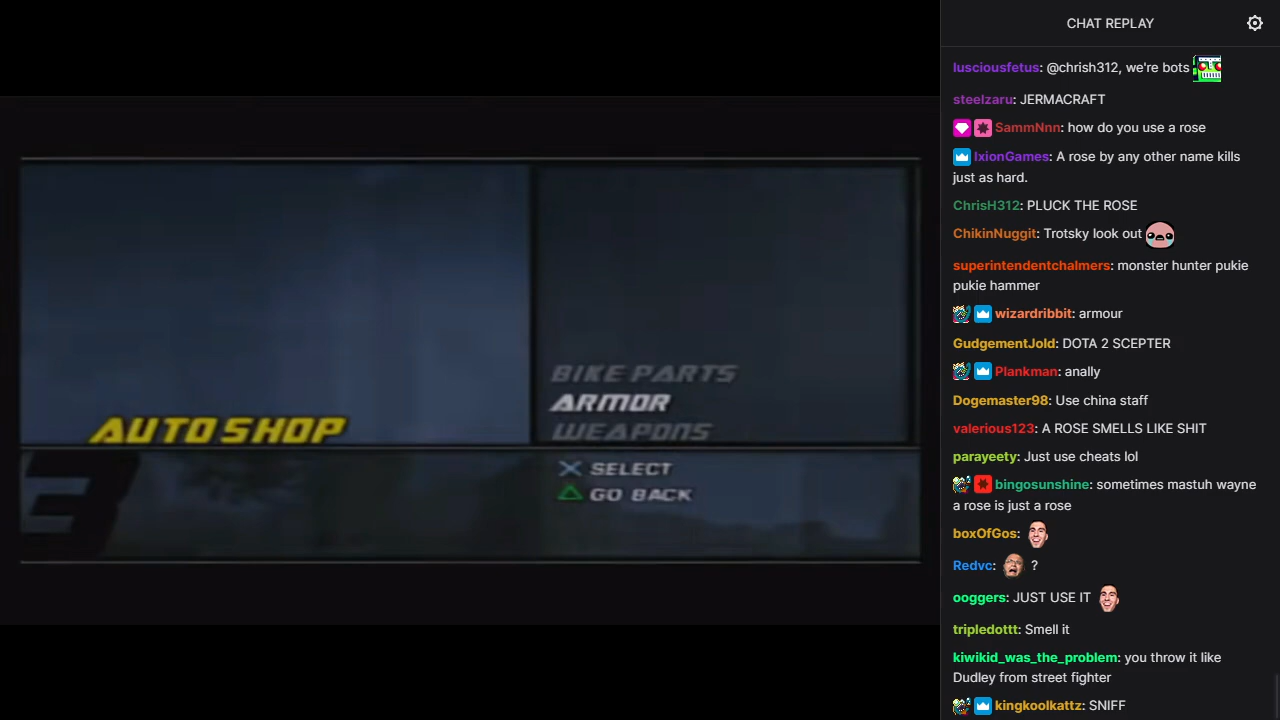 BIKE PARTS
ARMOR
AUTO SHOP
WEAPONS
3
SELECT
GO BACK
CHAT REPLAY
lusciousfetus: @chrish312, we're bots
steelzaru: JERMACRAFT
SammNnn: how do you use a rose
IxionGames: A rose by any other name kills
just as hard.
ChrisH312: PLUCK THE ROSE
ChikinNuggit: Trotsky look out
superintendentchalmers: monster hunter pukie
pukie hammer
wizardribbit: armour
GudgementJold: DOTA 2 SCEPTER
Plankman: anally
Dogemaster98: Use china staff
valerious123: A ROSE SMELLS LIKE SHIT
parayeety: Just use cheats lol
bingosunshine: sometimes mastuh wayne
a rose is just a rose
boxOfGos:
Redvc: ?
ooggers: JUST USE IT
tripledottt: Smell it
kiwikid_was_the_problem: you throw it like
Dudley from street fighter
kingkoolkattz: SNIFF